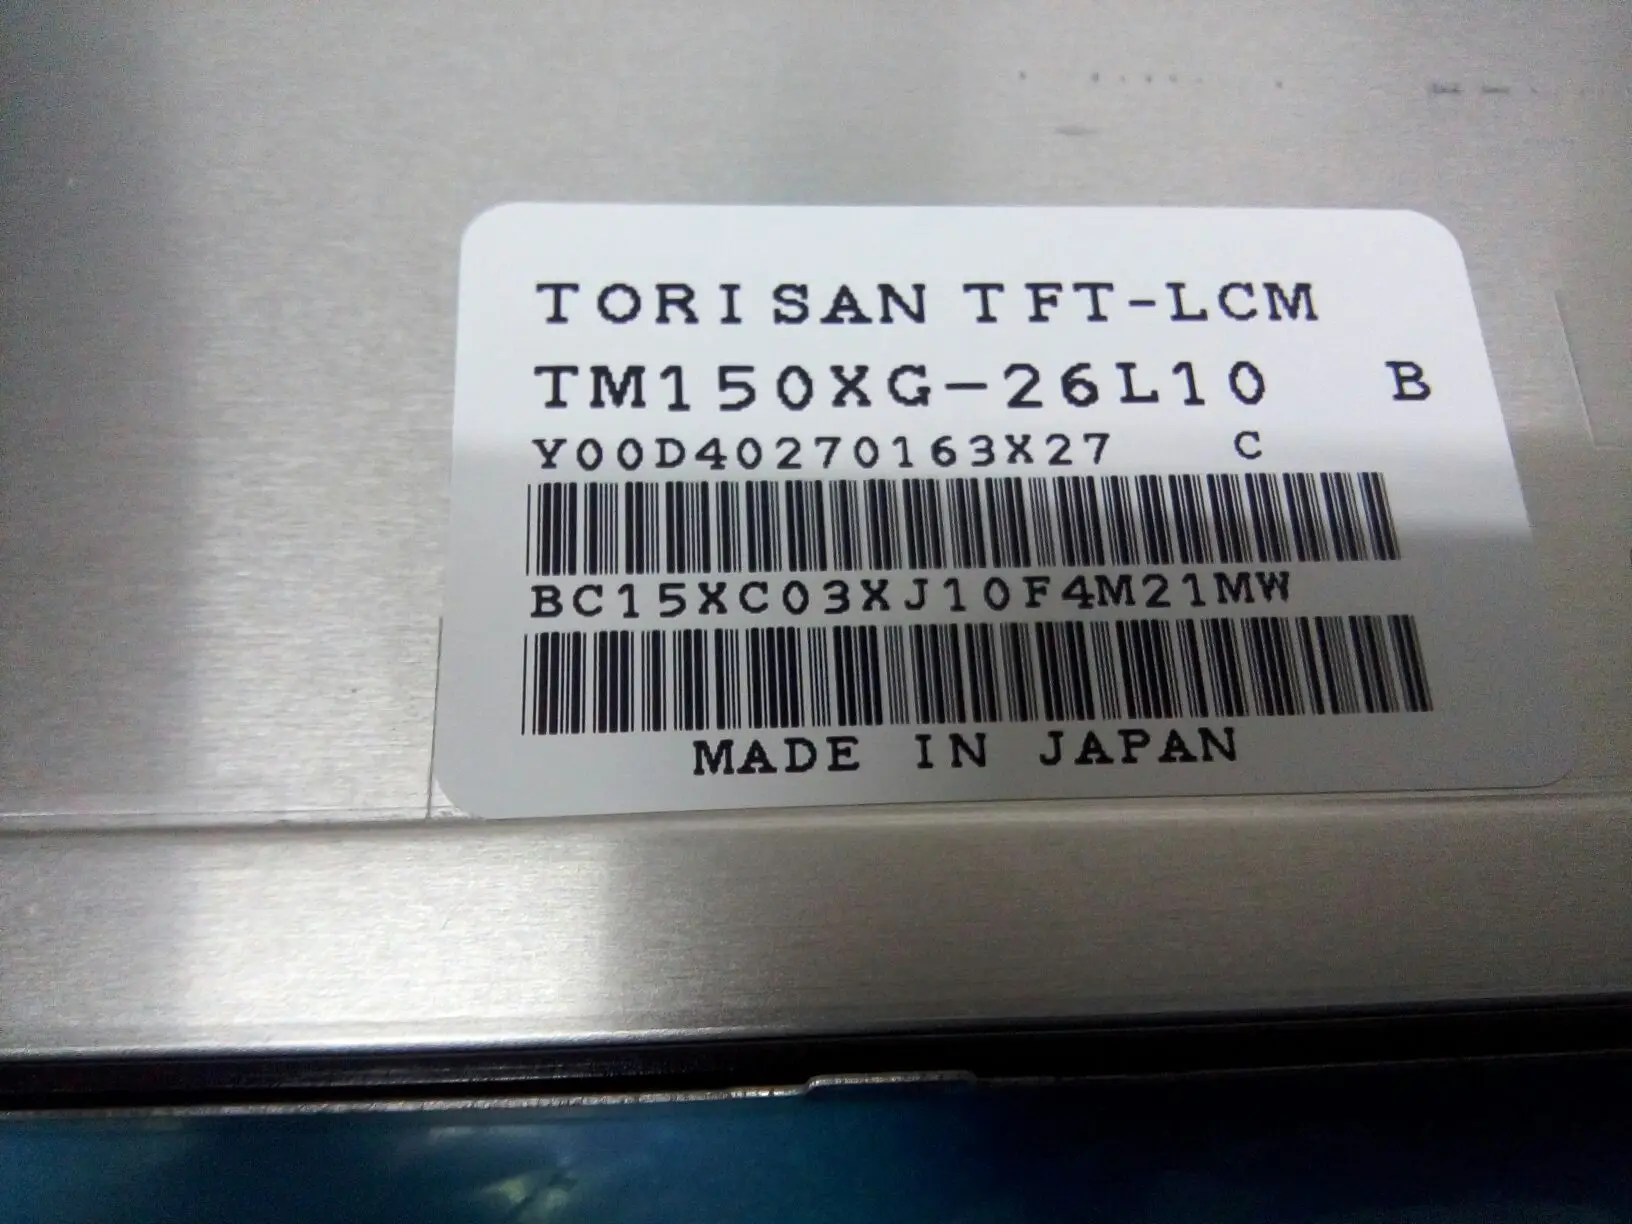 TORISAN TFT-LCM
TM150XG-26L10 B
Y00D40270163X27 C
BC15XC03XJ10F4M21MW
MADE IN JAPAN